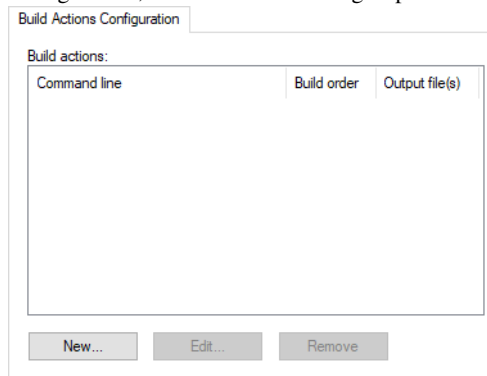 Build Actions Configuration
Build actions:
Command line Build order Output file(s)
New... Edit... Remove